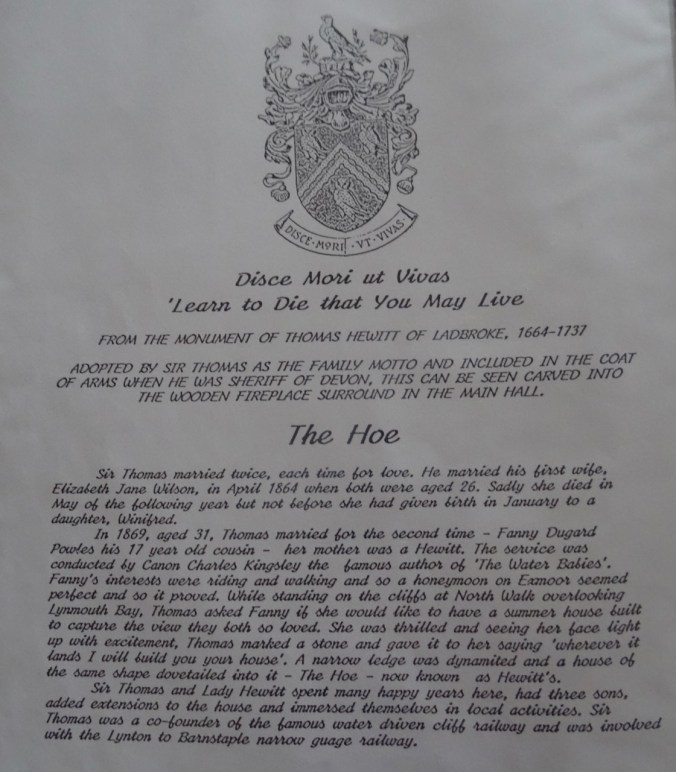 DISCE·MORI·VT·VIVAS·
Disce Mori ut Vivas
'Learn to Die that You May Live
FROM THE MONUMENT OF THOMAS HEWITT OF LADBROKE, 1664-1737
ADOPTED BY SIR THOMAS AS THE FAMILY MOTTO AND INCLUDED IN THE COAT
OF ARMS WHEN HE WAS SHERIFF OF DEVON, THIS CAN BE SEEN CARVED INTO
THE WOODEN FIREPLACE SURROUND IN THE MAIN HALL.
The Hoe
Sir Thomas married twice, each time for love. He married his first wife,
Elizabeth Jane Wilson, in April 1864 when both were aged 26. Sadly she died in
May of the following year but not before she had given birth in January to a
daughter, Winifred.
In 1869, aged 31, Thomas married for the second time - Fanny Dugard
Powles his 17 year old cousin - her mother was a Hewitt. The service was
conducted by Canon Charles Kingsley the famous author of 'The Water Babies'.
Fanny's interests were riding and walking and so a honeymoon on Exmoor seemed
perfect and so it proved. While standing on the cliffs at North Walk overlooking
Lynmouth Bay, Thomas asked Fanny if she would like to have a summer house built
to capture the view they both so loved. She was thrilled and seeing her face light
up with excitement, Thomas marked a stone and gave it to her saying 'wherever it
lands I will build you your house'. A narrow ledge was dynamited and a house of
the same shape dovetailed into it - The Hoe - now known as Hewitt's.
Sir Thomas and Lady Hewitt spent many happy years here, had three sons,
added extensions to the house and immersed themselves in local activities. Sir
Thomas was a co-founder of the famous water driven cliff railway and was involved
with the Lynton to Barnstaple narrow guage railway.